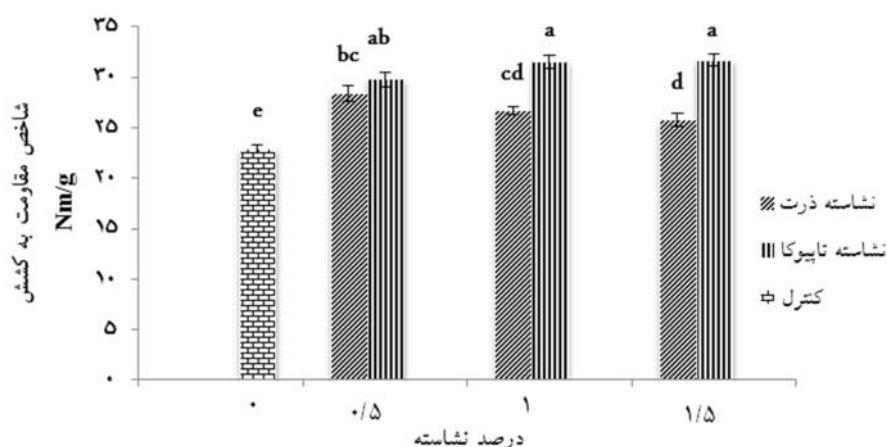 شاخص مقاومت به کشش
Nm/g
۳۵
۳۰
۲۵
۲۰
۱۵
۱۰
۵
۰
e
bc
ab
cd
a
d
a
نشاسته ذرت
نشاسته تاپیوکا
کنترل
۰
۰/۵
۱
۱/۵
درصد نشاسته